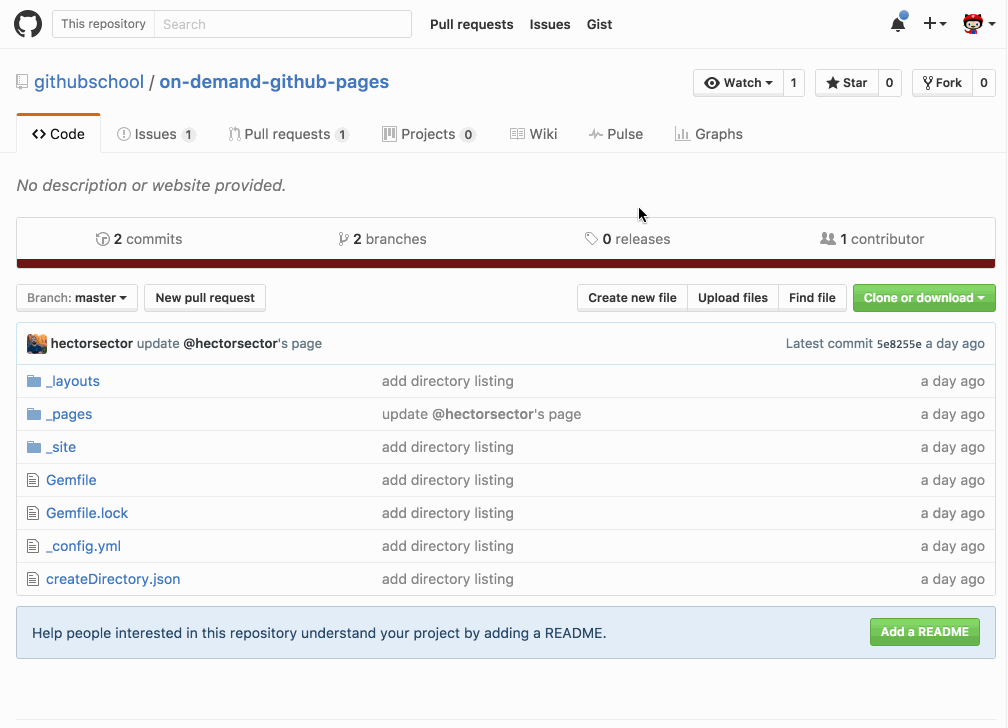 This repository Search Pull requests Issues Gist
githubschool / on-demand-github-pages Watch 1 Star 0 Fork 0
Code Issues 1 Pull requests 1 Projects 0 Wiki Pulse Graphs
No description or website provided.
2 commits 2 branches 0 releases 1 contributor
Branch: master New pull request Create new file Upload files Find file Clone or download
hectorsector update @hectorsector's page Latest commit 5e8255e a day ago
_layouts add directory listing a day ago
_pages update @hectorsector's page a day ago
_site add directory listing a day ago
Gemfile add directory listing a day ago
Gemfile.lock add directory listing a day ago
_config.yml add directory listing a day ago
createDirectory.json add directory listing a day ago
Help people interested in this repository understand your project by adding a README. Add a README